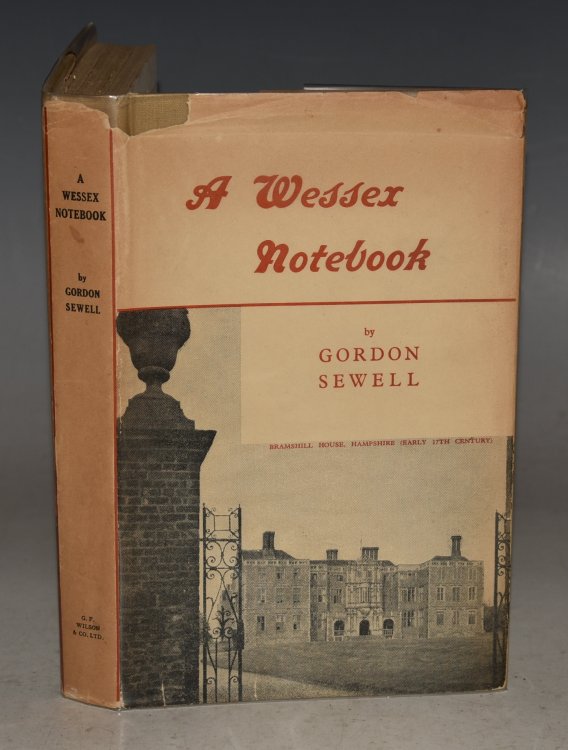 A
WESSEX
NOTEBOOK
by
GORDON
SEWELL
G. F.
WILSON
& CO. LTD.
A Wessex
Notebook
by
GORDON
SEWELL
BRAMSHILL HOUSE, HAMPSHIRE (EARLY 17TH CENTURY)